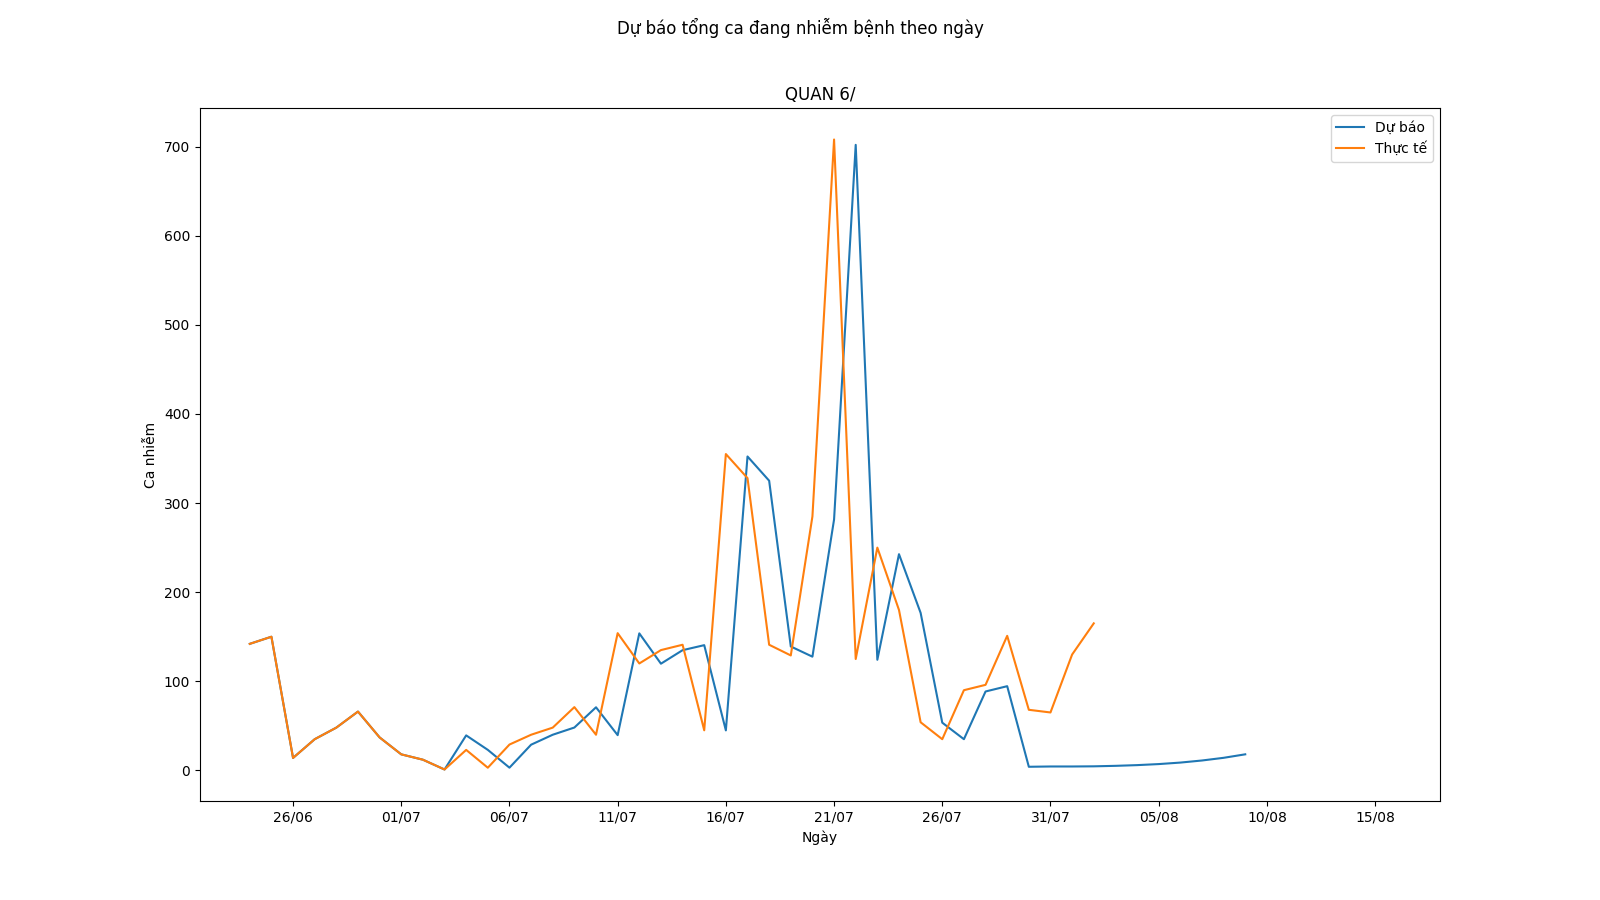 Dự báo tổng ca đang nhiễm bệnh theo ngày
QUAN 6/
Dự báo
Thực tế
700
600
500
400
300
200
100
0
Ca nhiễm
26/06 01/07 06/07 11/07 16/07 21/07 26/07 31/07 05/08 10/08 15/08
Ngày